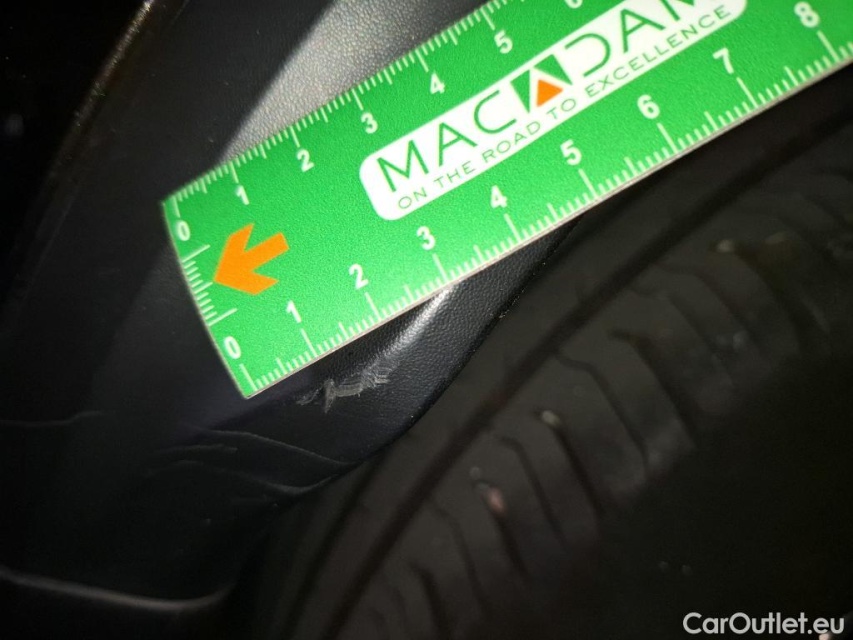 5 6
4
3
2
1
0
MACADAM
ON THE ROAD TO EXCELLENCE
0 1 2 3 4 5 6 7 8
CarOutlet.eu